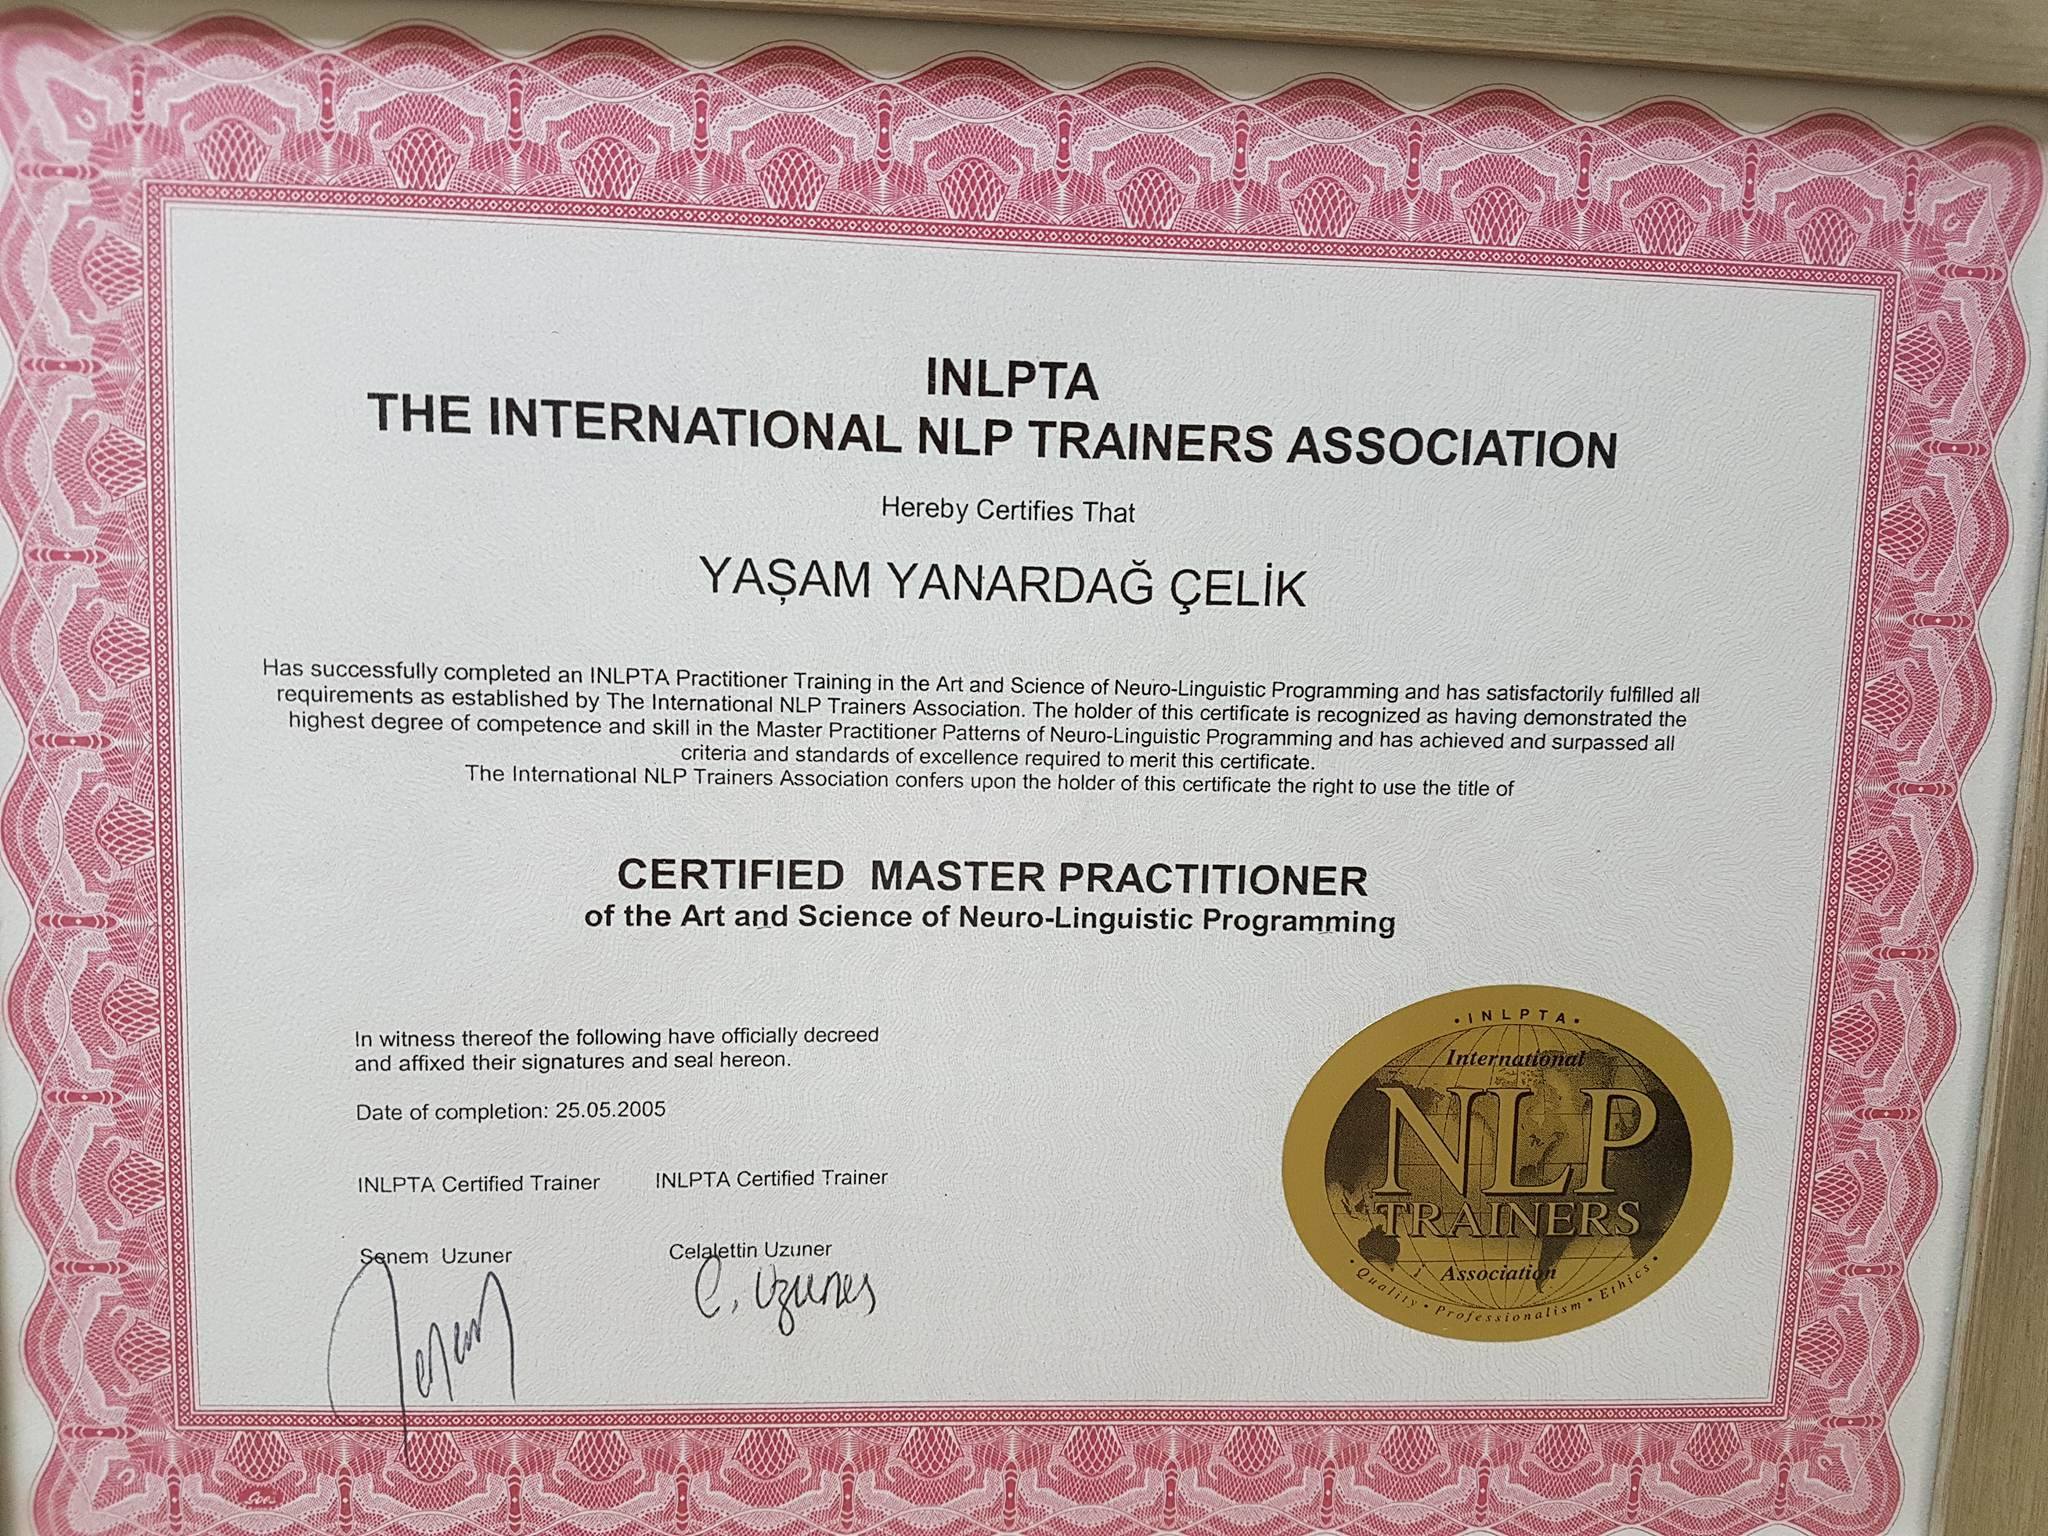 INLPTA
THE INTERNATIONAL NLP TRAINERS ASSOCIATION
Hereby Certifies That
YAŞAM YANARDAĞ ÇELİK
Has successfully completed an INLPTA Practitioner Training in the Art and Science of Neuro-Linguistic Programming and has satisfactorily fulfilled all
requirements as established by The International NLP Trainers Association. The holder of this certificate is recognized as having demonstrated the
highest degree of competence and skill in the Master Practitioner Patterns of Neuro-Linguistic Programming and has achieved and surpassed all
criteria and standards of excellence required to merit this certificate.
The International NLP Trainers Association confers upon the holder of this certificate the right to use the title of
CERTIFIED MASTER PRACTITIONER
of the Art and Science of Neuro-Linguistic Programming
In witness thereof the following have officially decreed
and affixed their signatures and seal hereon.
Date of completion: 25.05.2005
INLPTA Certified Trainer INLPTA Certified Trainer
Senem Uzuner Celalettin Uzuner
C. Uzuner
• INLPTA •
International
NLP
TRAINERS
Association
• Quality • Professionalism • Ethics •